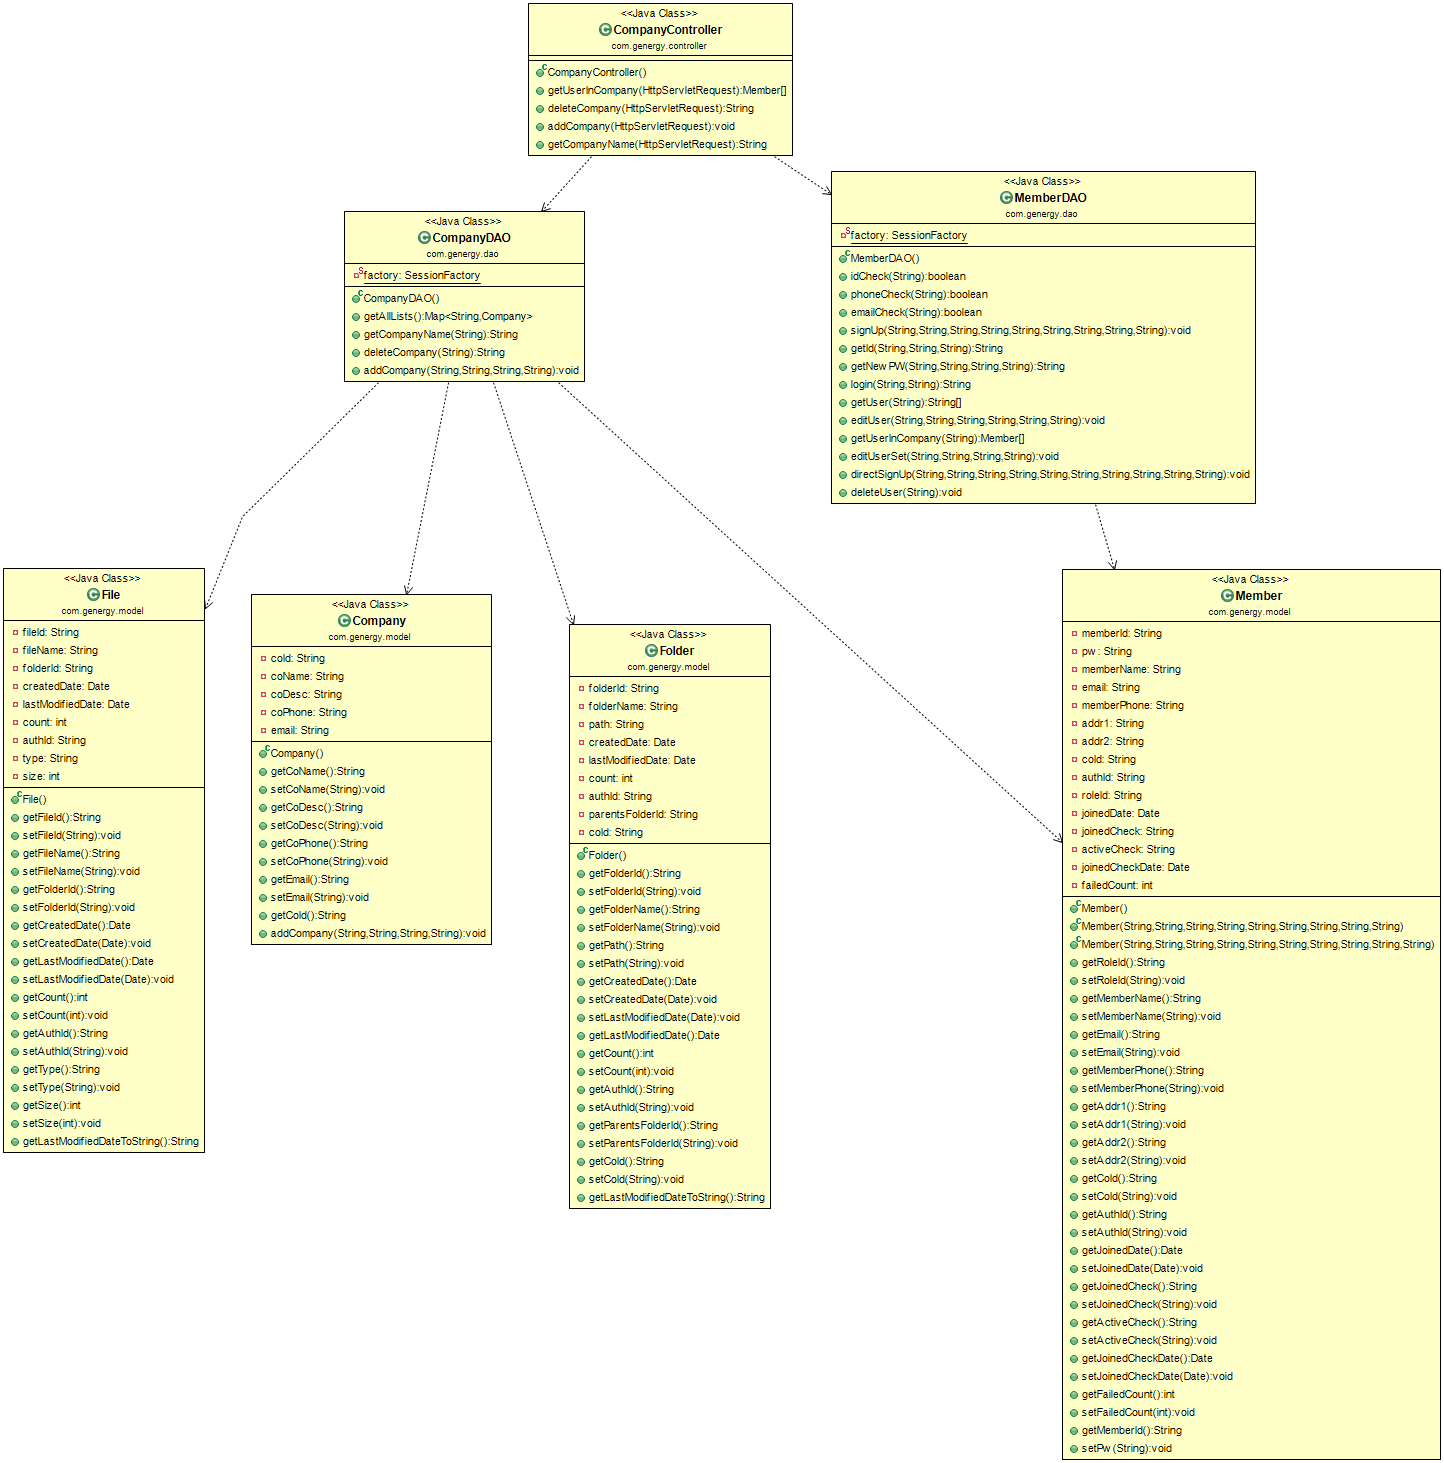 <<Java Class>>
CompanyController
com.genergy.controller
CompanyController()
getUserInCompany(HttpServletRequest):Member[]
deleteCompany(HttpServletRequest):String
addCompany(HttpServletRequest):void
getCompanyName(HttpServletRequest):String
<<Java Class>>
MemberDAO
com.genergy.dao
factory: SessionFactory
MemberDAO()
idCheck(String):boolean
phoneCheck(String):boolean
emailCheck(String):boolean
signUp(String,String,String,String,String,String,String,String,String):void
getId(String,String,String):String
getNewPW(String,String,String,String):String
login(String,String):String
getUser(String):String[]
editUser(String,String,String,String,String,String):void
getUserInCompany(String):Member[]
editUserSet(String,String,String,String):void
directSignUp(String,String,String,String,String,String,String,String,String,String):void
deleteUser(String):void
<<Java Class>>
CompanyDAO
com.genergy.dao
factory: SessionFactory
CompanyDAO()
getAllLists():Map<String,Company>
getCompanyName(String):String
deleteCompany(String):String
addCompany(String,String,String,String):void
<<Java Class>>
File
com.genergy.model
fileId: String
fileName: String
folderId: String
createdDate: Date
lastModifiedDate: Date
count: int
authId: String
type: String
size: int
File()
getFileId():String
setFileId(String):void
getFileName():String
setFileName(String):void
getFolderId():String
setFolderId(String):void
getCreatedDate():Date
setCreatedDate(Date):void
getLastModifiedDate():Date
setLastModifiedDate(Date):void
getCount():int
setCount(int):void
getAuthId():String
setAuthId(String):void
getType():String
setType(String):void
getSize():int
setSize(int):void
getLastModifiedDateToString():String
<<Java Class>>
Company
com.genergy.model
coId: String
coName: String
coDesc: String
coPhone: String
email: String
Company()
getCoName():String
setCoName(String):void
getCoDesc():String
setCoDesc(String):void
getCoPhone():String
setCoPhone(String):void
getEmail():String
setEmail(String):void
getCoId():String
addCompany(String,String,String,String):void
<<Java Class>>
Folder
com.genergy.model
folderId: String
folderName: String
path: String
createdDate: Date
lastModifiedDate: Date
count: int
authId: String
parentsFolderId: String
coId: String
Folder()
getFolderId():String
setFolderId(String):void
getFolderName():String
setFolderName(String):void
getPath():String
setPath(String):void
getCreatedDate():Date
setCreatedDate(Date):void
setLastModifiedDate(Date):void
getLastModifiedDate():Date
getCount():int
setCount(int):void
getAuthId():String
setAuthId(String):void
getParentsFolderId():String
setParentsFolderId(String):void
getCoId():String
setCoId(String):void
getLastModifiedDateToString():String
<<Java Class>>
Member
com.genergy.model
memberId: String
pw: String
memberName: String
email: String
memberPhone: String
addr1: String
addr2: String
coId: String
authId: String
roleId: String
joinedDate: Date
joinedCheck: String
activeCheck: String
joinedCheckDate: Date
failedCount: int
Member()
Member(String,String,String,String,String,String,String,String,String)
Member(String,String,String,String,String,String,String,String,String,String)
getRoleId():String
setRoleId(String):void
getMemberName():String
setMemberName(String):void
getEmail():String
setEmail(String):void
getMemberPhone():String
setMemberPhone(String):void
getAddr1():String
setAddr1(String):void
getAddr2():String
setAddr2(String):void
getCoId():String
setCoId(String):void
getAuthId():String
setAuthId(String):void
getJoinedDate():Date
setJoinedDate(Date):void
getJoinedCheck():String
setJoinedCheck(String):void
getActiveCheck():String
setActiveCheck(String):void
getJoinedCheckDate():Date
setJoinedCheckDate(Date):void
getFailedCount():int
setFailedCount(int):void
getMemberId():String
setPw(String):void